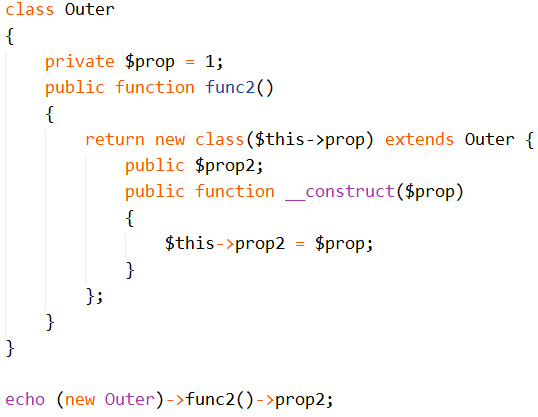 class Outer
{
    private $prop = 1;
    public function func2()
    {
        return new class($this->prop) extends Outer {
            public $prop2;
            public function __construct($prop)
            {
                $this->prop2 = $prop;
            }
        };
    }
}
echo (new Outer)->func2()->prop2;